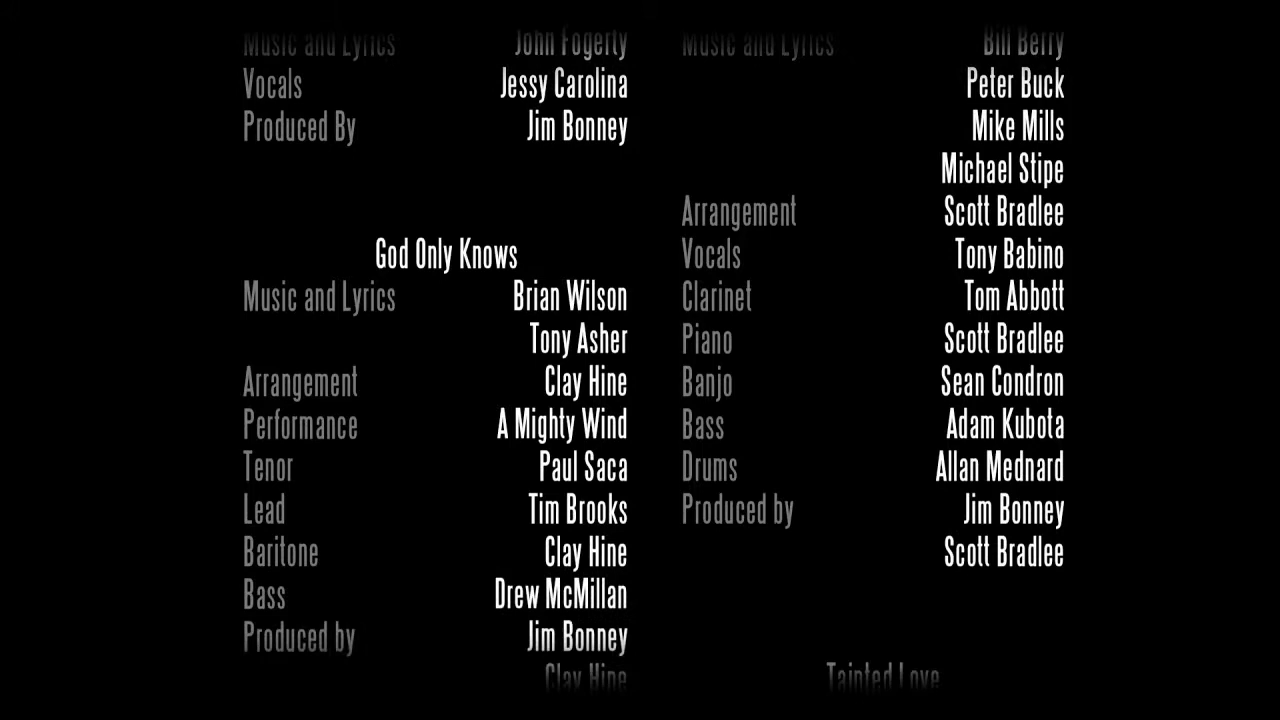 Music and Lyrics John Fogerty
Vocals Jessy Carolina
Produced By Jim Bonney
God Only Knows
Music and Lyrics Brian Wilson
Tony Asher
Arrangement Clay Hine
Performance A Mighty Wind
Tenor Paul Saca
Lead Tim Brooks
Baritone Clay Hine
Bass Drew McMillan
Produced by Jim Bonney
Clay Hine
Music and Lyrics Bill Berry
Peter Buck
Mike Mills
Michael Stipe
Arrangement Scott Bradlee
Vocals Tony Babino
Clarinet Tom Abbott
Piano Scott Bradlee
Banjo Sean Condron
Bass Adam Kubota
Drums Allan Mednard
Produced by Jim Bonney
Scott Bradlee
Tainted Love